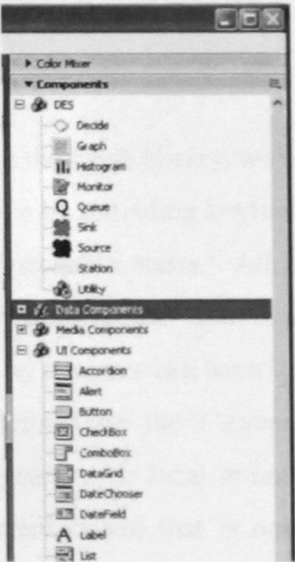 Color Mixer
Components
DES
Decide
Graph
Histogram
Monitor
Queue
Sink
Source
Station
Utility
Data Components
Media Components
UI Components
Accordion
Alert
Button
CheckBox
ComboBox
DataGrid
DateChooser
DateField
Label
List